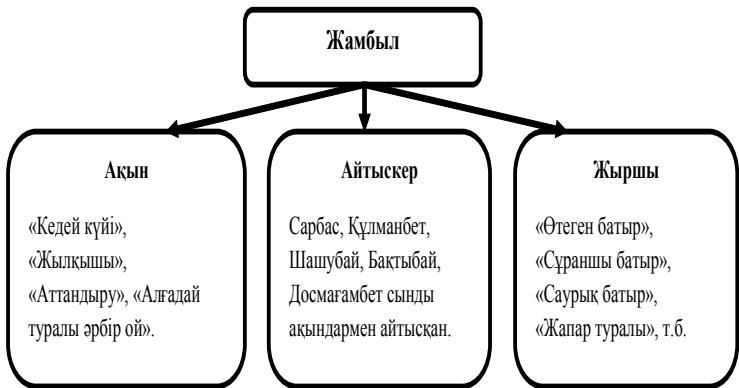 Жамбыл
Ақын
«Кедей күйі»,
«Жылқышы»,
«Аттандыру», «Алғадай
туралы әрбір ой».
Айтыскер
Сарбас, Құлманбет,
Шашубай, Бақтыбай,
Досмағамбет сынды
ақындармен айтысқан.
Жыршы
«Өтеген батыр»,
«Сұраншы батыр»,
«Саурық батыр»,
«Жапар туралы», т.б.